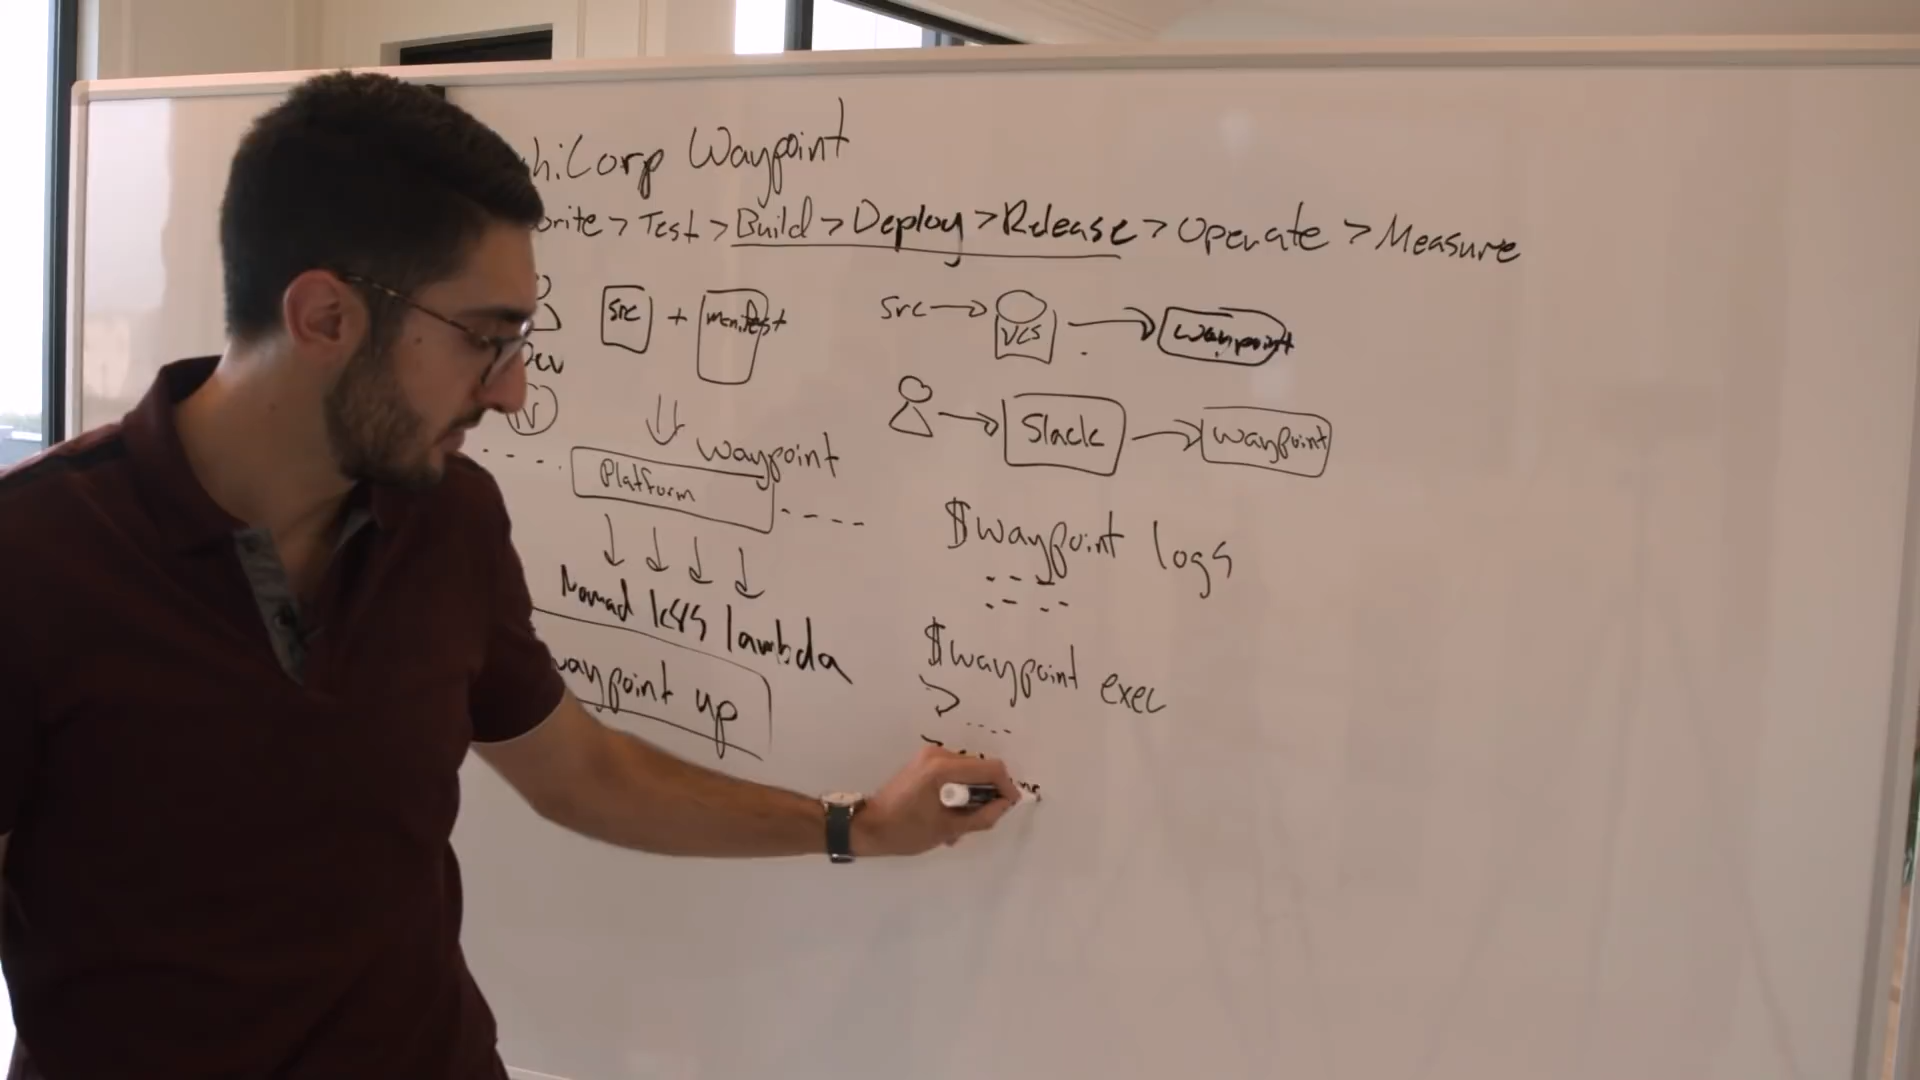 hiCorp Waypoint
rite > Test > Build > Deploy > Release > Operate > Measure
src + manifest
Dev
N
Waypoint
Platform
Nomad K8S lambda
waypoint up
src → VCS → Waypoint
Slack → Waypoint
$ waypoint logs
$ waypoint exec
>